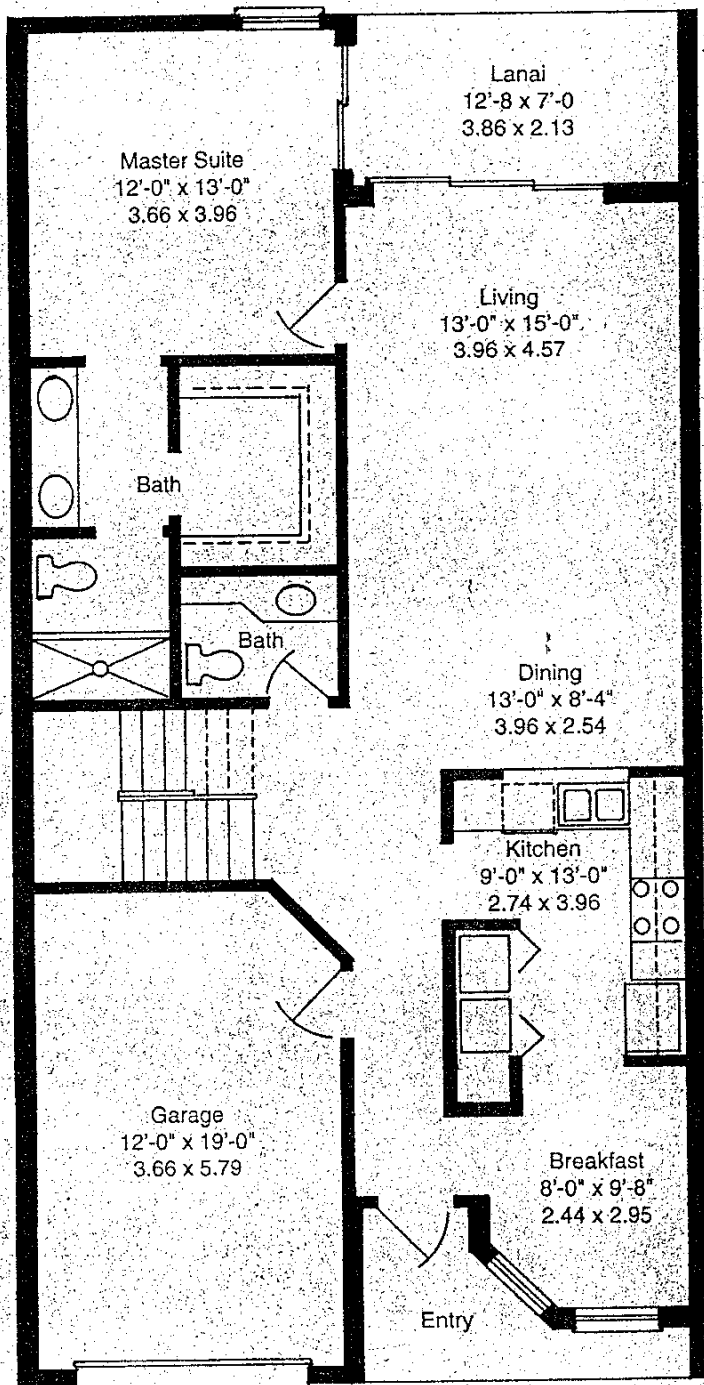 Lanai
12'-8 x 7'-0
3.86 x 2.13
Master Suite
12'-0" x 13'-0"
3.66 x 3.96
Living
13'-0" x 15'-0"
3.96 x 4.57
Bath
Bath
Dining
13'-0" x 8'-4"
3.96 x 2.54
Kitchen
9'-0" x 13'-0"
2.74 x 3.96
Garage
12'-0" x 19'-0"
3.66 x 5.79
Breakfast
8'-0" x 9'-8"
2.44 x 2.95
Entry